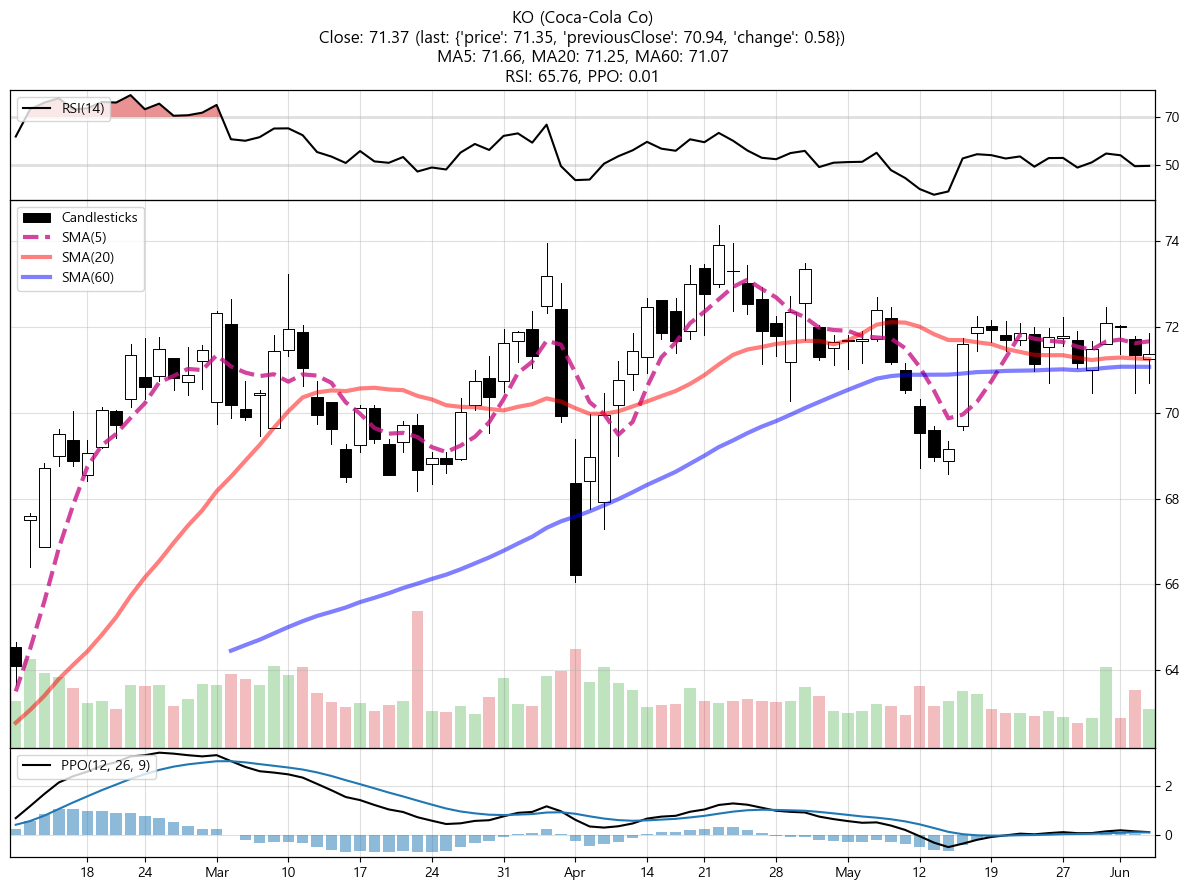 KO (Coca-Cola Co)
Close: 71.37 (last: {'price': 71.35, 'previousClose': 70.94, 'change': 0.58})
MA5: 71.66, MA20: 71.25, MA60: 71.07
RSI: 65.76, PPO: 0.01
RSI(14)
70
50
Candlesticks
SMA(5)
SMA(20)
SMA(60)
74
72
70
68
66
64
PPO(12, 26, 9)
2
0
18 24 Mar 10 17 24 31 Apr 14 21 28 May 12 19 27 Jun